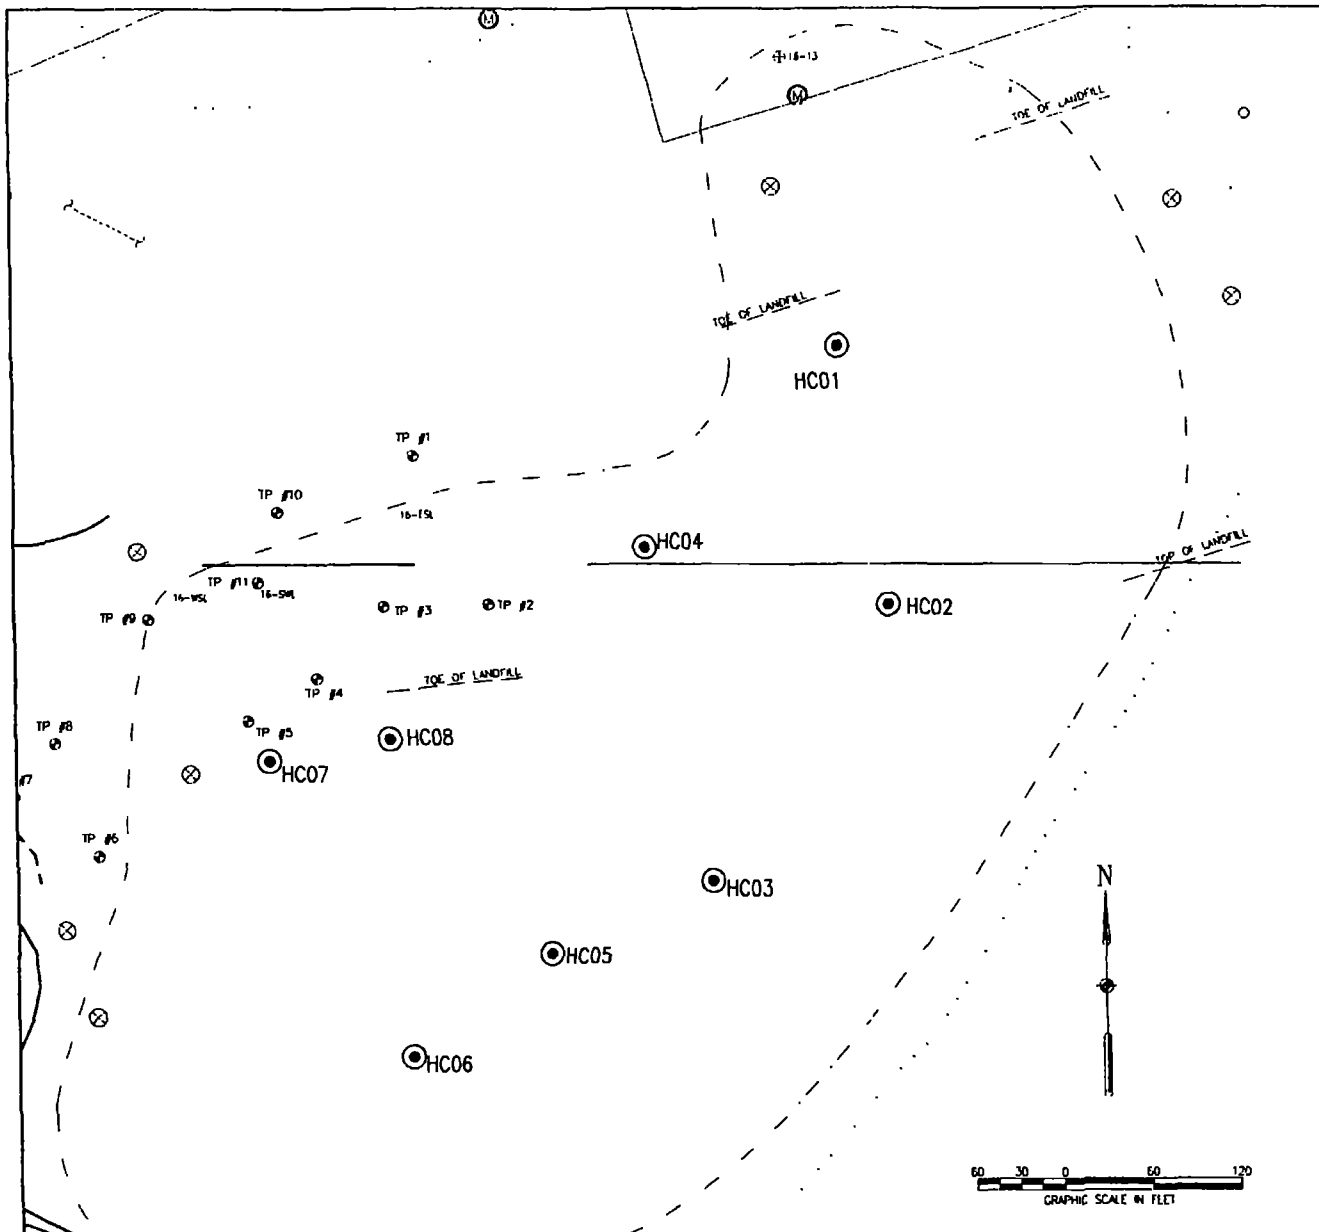 M
16-13
M
TOE OF LANDFILL
TOE OF LANDFILL
HC01
TP #1
TP #10
16-ESL
HC04
TOP OF LANDFILL
TP #11
16-WSL
16-SWL
TP #3
TP #2
HC02
TP #9
TP #4
TOE OF LANDFILL
TP #5
TP #8
HC08
HC07
#7
TP #6
HC03
N
HC05
HC06
60 30 0 60 120
GRAPHIC SCALE IN FEET